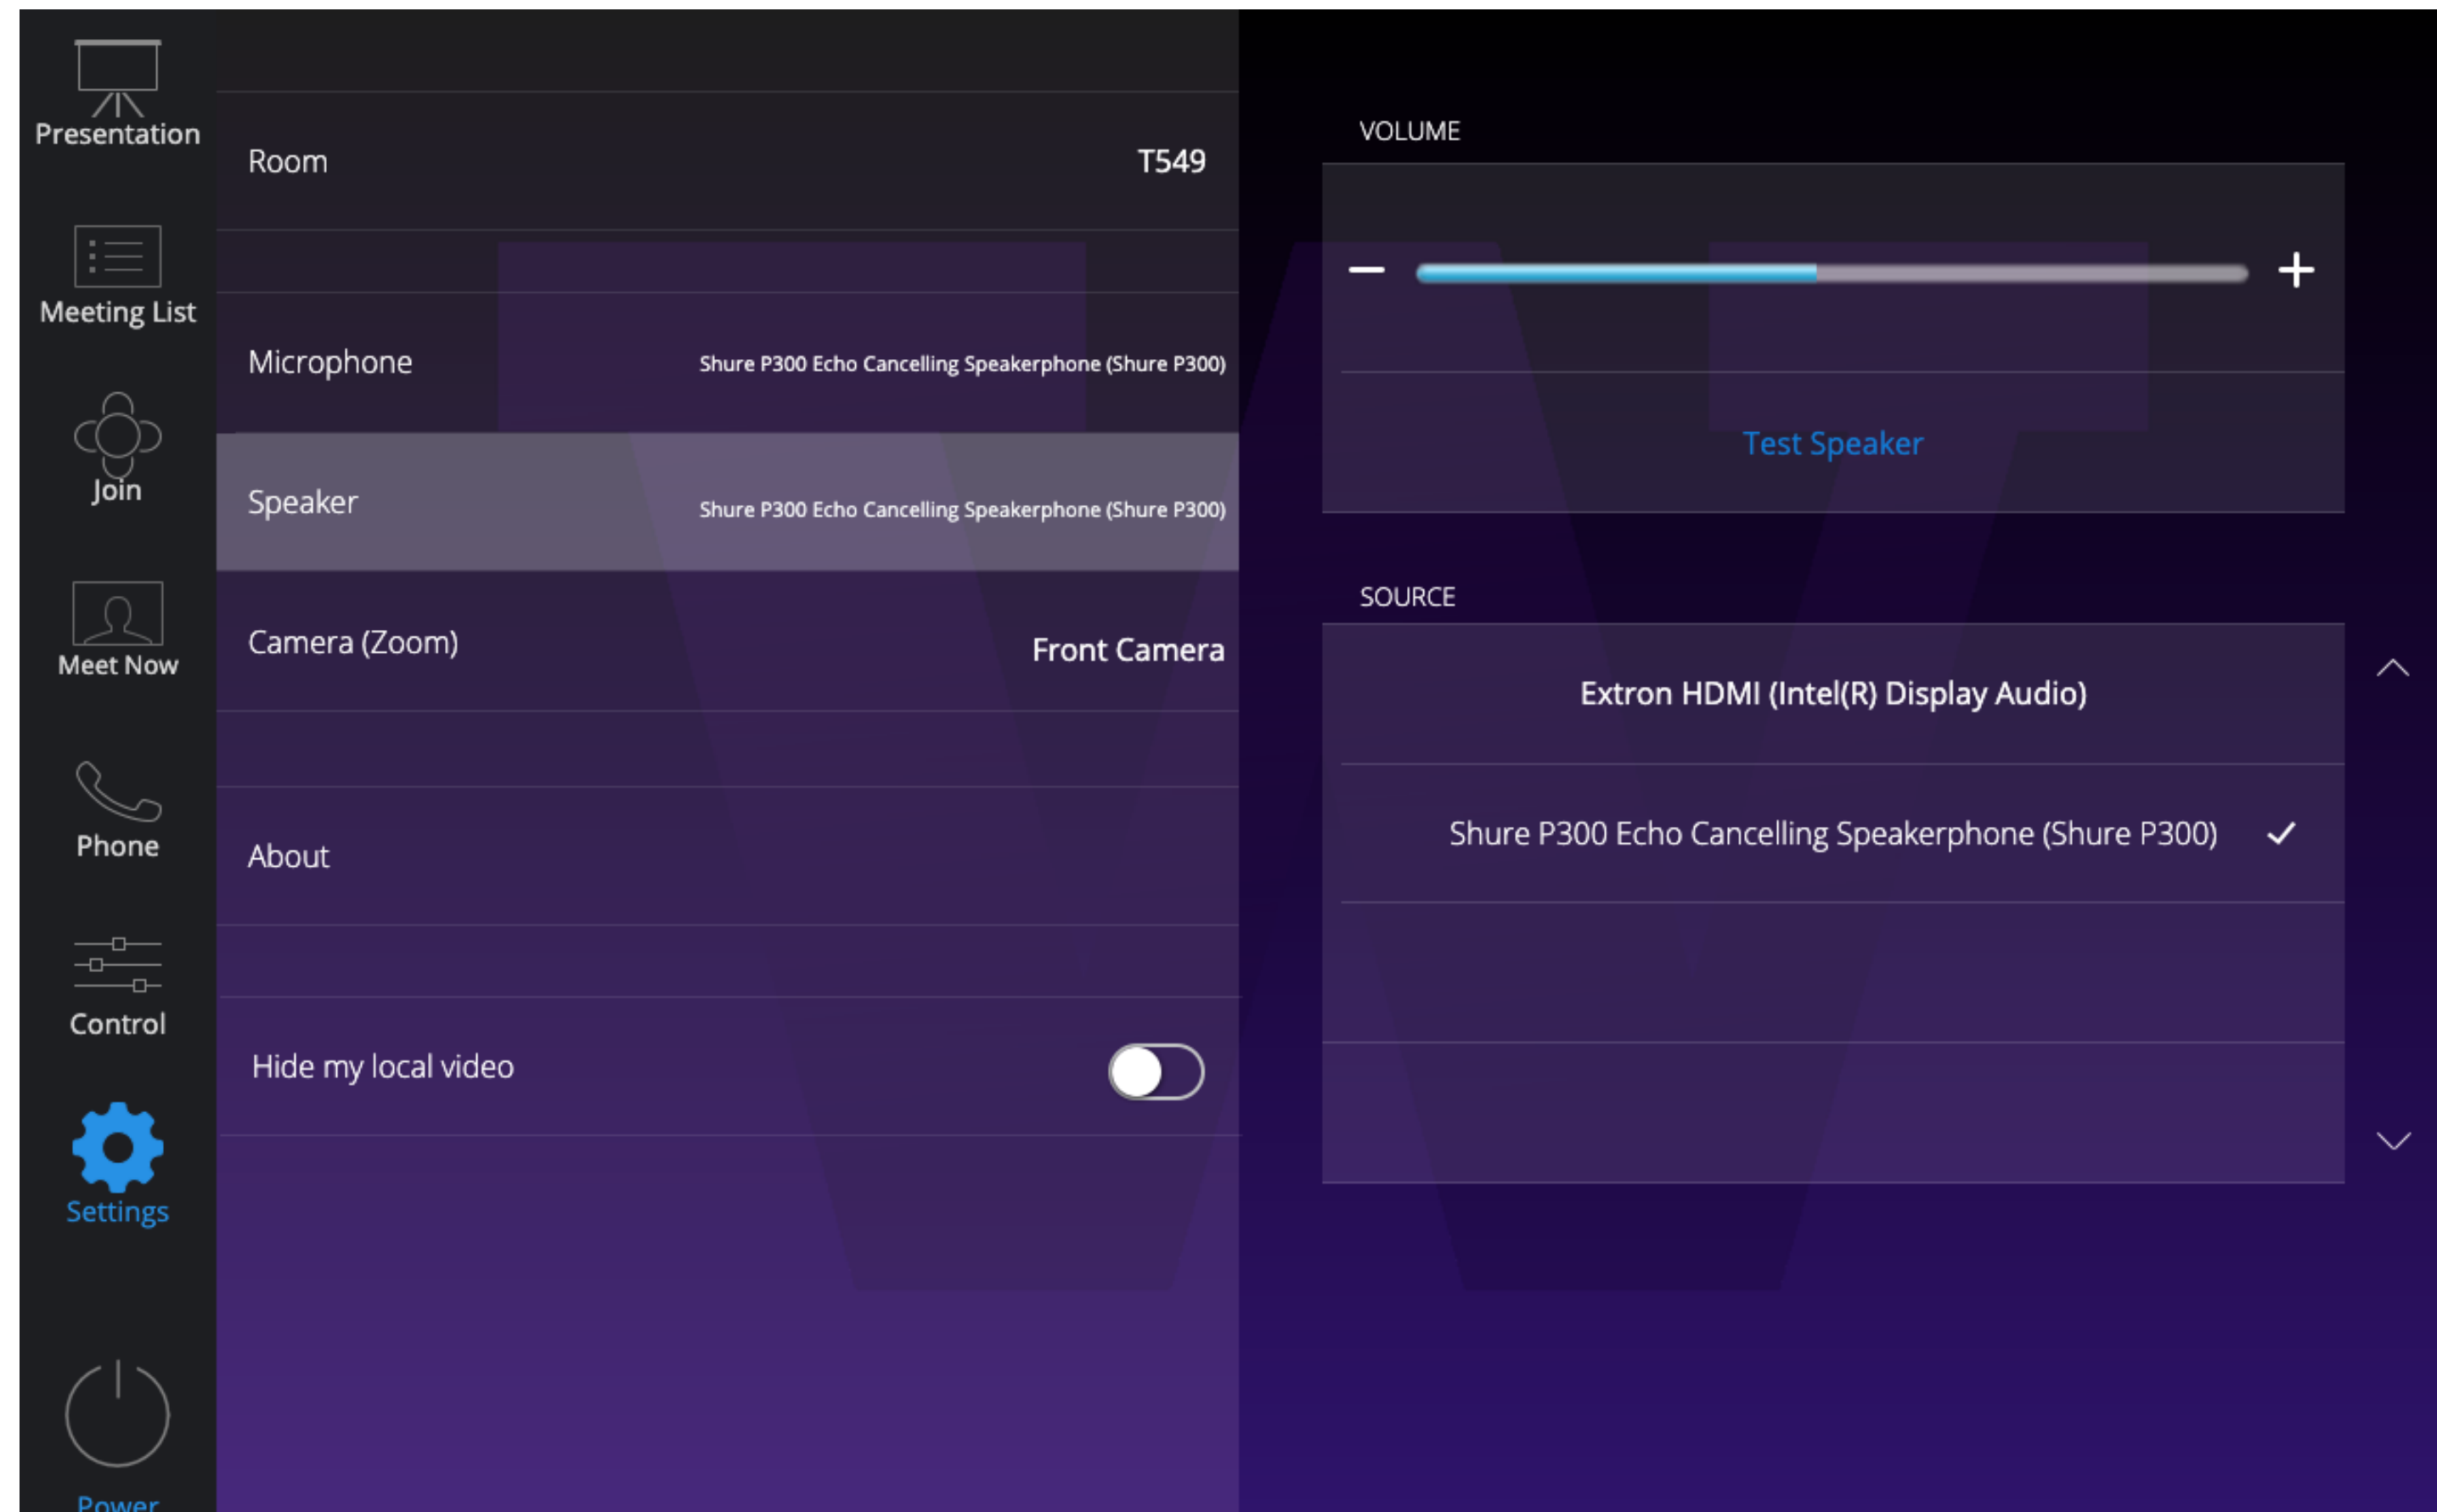 Presentation
Meeting List
Join
Meet Now
Phone
Control
Settings
Power
Room T549
Microphone Shure P300 Echo Cancelling Speakerphone (Shure P300)
Speaker Shure P300 Echo Cancelling Speakerphone (Shure P300)
Camera (Zoom) Front Camera
About
Hide my local video
VOLUME
Test Speaker
SOURCE
Extron HDMI (Intel(R) Display Audio)
Shure P300 Echo Cancelling Speakerphone (Shure P300)